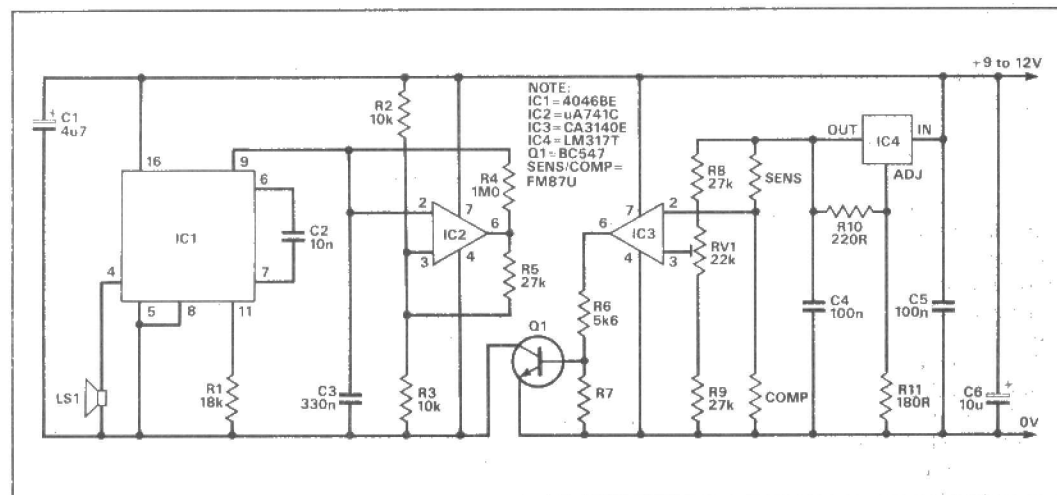 +9 to 12V
C1
4u7
16
9
6
7
IC1
4
5
8
11
C2
10n
LS1
R1
18k
C3
330n
R2
10k
R3
10k
2
3
IC2
7
4
6
R4
1M0
R5
27k
NOTE:
IC1=4046BE
IC2=uA741C
IC3=CA3140E
IC4=LM317T
Q1=BC547
SENS/COMP=
FM87U
6
IC3
7
4
2
3
Q1
R6
5k6
R7
R8
27k
RV1
22k
R9
27k
SENS
COMP
OUT
IC4
IN
ADJ
R10
220R
C4
100n
C5
100n
R11
180R
C6
10u
+
+
0V